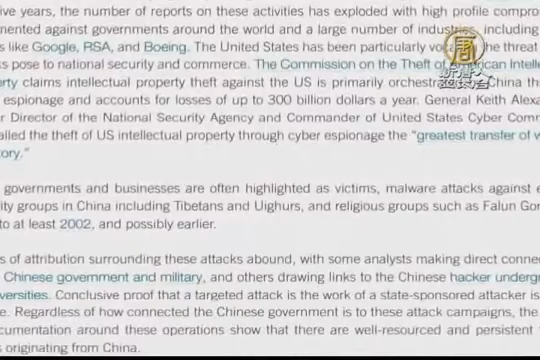 ive years, the number of reports on these activities has exploded with high profile compro
mented against governments around the world and a large number of industries, including
s like Google, RSA, and Boeing. The United States has been particularly vo the threat
s pose to national security and commerce. The Commission on the Theft of American Intelle
erty claims intellectual property theft against the US is primarily orchestra China th
espionage and accounts for losses of up to 300 billion dollars a year. General Keith Alexa
r Director of the National Security Agency and Commander of United States Cyber Comm
alled the theft of US intellectual property through cyber espionage the "greatest transfer of w
tory."
governments and businesses are often highlighted as victims, malware attacks against e
ity groups in China including Tibetans and Uighurs, and religious groups such as Falun Gon
to at least 2002, and possibly earlier.
s of attribution surrounding these attacks abound, with some analysts making direct connec
Chinese government and military, and others drawing links to the Chinese hacker undergr
versities. Conclusive proof that a targeted attack is the work of a state-sponsored attacker is
e. Regardless of how connected the Chinese government is to these attack campaigns, the
cumentation around these operations show that there are well-resourced and persistent
s originating from China.
新唐人